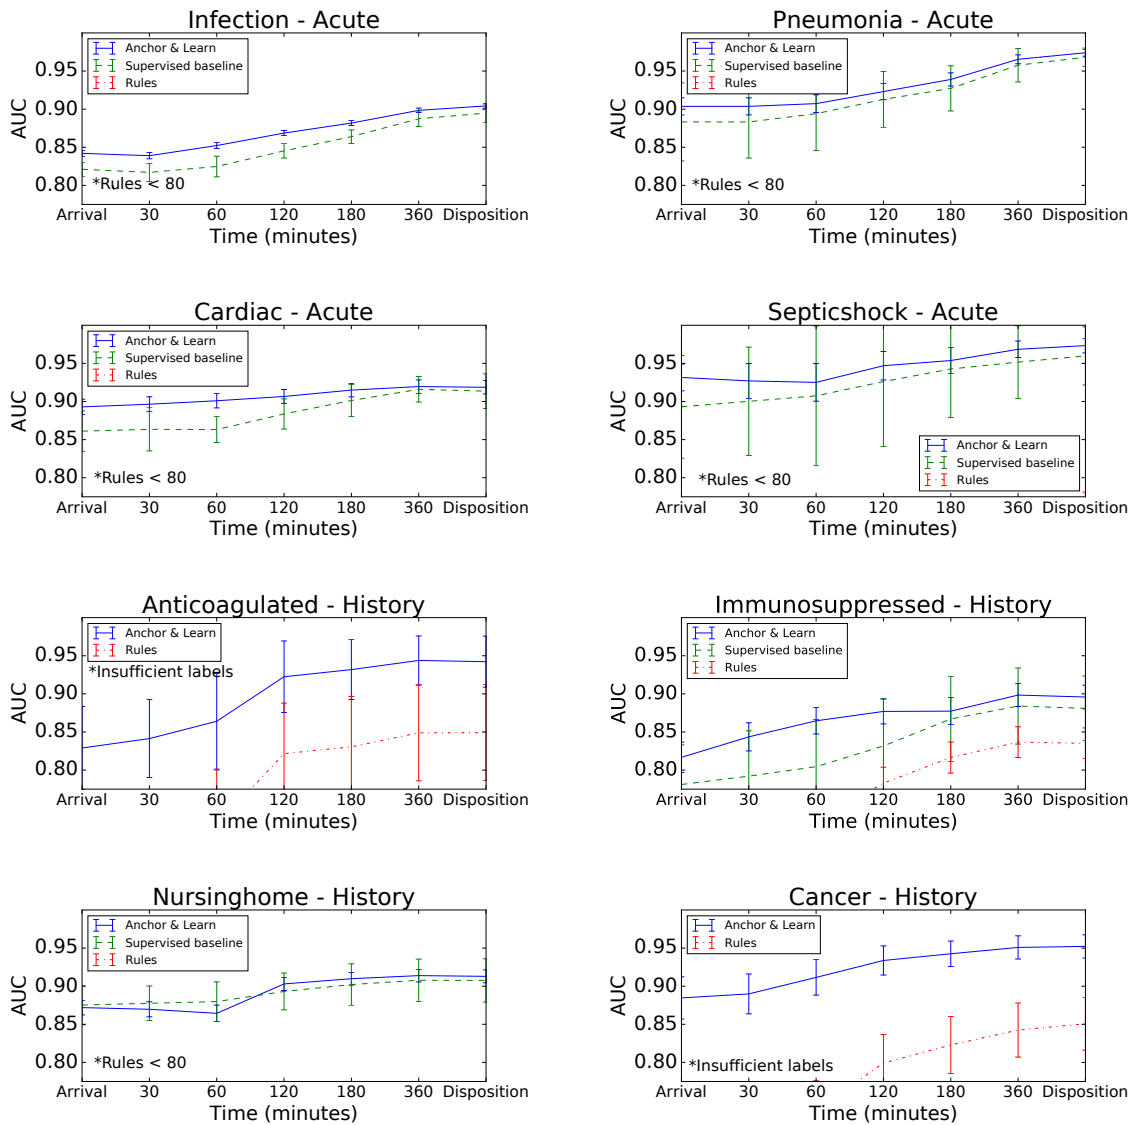 Infection - Acute
Anchor & Learn
Supervised baseline
Rules
0.95
0.90
0.85
0.80
AUC
*Rules < 80
Arrival 30 60 120 180 360 Disposition
Time (minutes)
Pneumonia - Acute
Anchor & Learn
Supervised baseline
Rules
0.95
0.90
0.85
0.80
AUC
*Rules < 80
Arrival 30 60 120 180 360 Disposition
Time (minutes)
Cardiac - Acute
Anchor & Learn
Supervised baseline
Rules
0.95
0.90
0.85
0.80
AUC
*Rules < 80
Arrival 30 60 120 180 360 Disposition
Time (minutes)
Septicshock - Acute
0.95
0.90
0.85
0.80
AUC
Anchor & Learn
Supervised baseline
Rules
*Rules < 80
Arrival 30 60 120 180 360 Disposition
Time (minutes)
Anticoagulated - History
Anchor & Learn
Rules
*Insufficient labels
0.95
0.90
0.85
0.80
AUC
Arrival 30 60 120 180 360 Disposition
Time (minutes)
Immunosuppressed - History
Anchor & Learn
Supervised baseline
Rules
0.95
0.90
0.85
0.80
AUC
Arrival 30 60 120 180 360 Disposition
Time (minutes)
Nursinghome - History
Anchor & Learn
Supervised baseline
Rules
0.95
0.90
0.85
0.80
AUC
*Rules < 80
Arrival 30 60 120 180 360 Disposition
Time (minutes)
Cancer - History
Anchor & Learn
Rules
0.95
0.90
0.85
0.80
AUC
*Insufficient labels
Arrival 30 60 120 180 360 Disposition
Time (minutes)